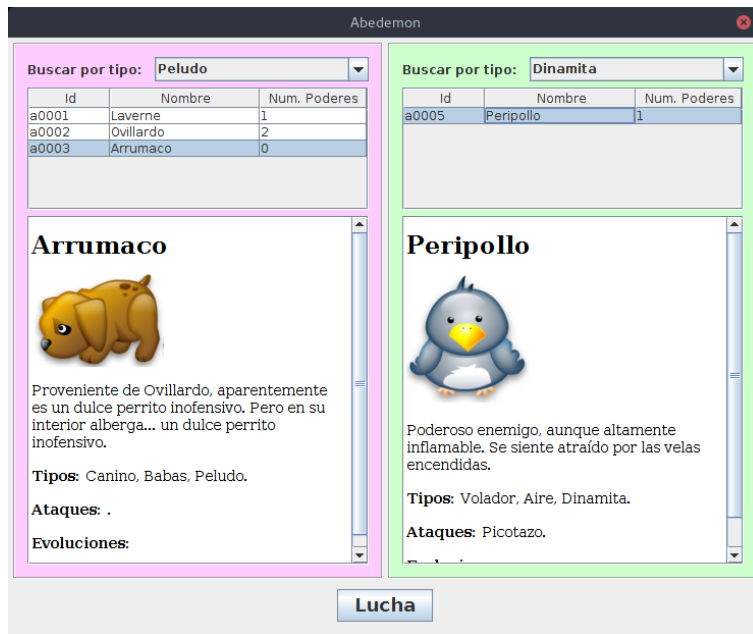 Abedemon
Buscar por tipo: Peludo
Id Nombre Num. Poderes
a0001 Laverne 1
a0002 Ovillardo 2
a0003 Arrumaco 0
Arrumaco
Proveniente de Ovillardo, aparentemente
es un dulce perrito inofensivo. Pero en su
interior alberga... un dulce perrito
inofensivo.
Tipos: Canino, Babas, Peludo.
Ataques: .
Evoluciones:
Buscar por tipo: Dinamita
Id Nombre Num. Poderes
a0005 Peripollo 1
Peripollo
Poderoso enemigo, aunque altamente
inflamable. Se siente atraído por las velas
encendidas.
Tipos: Volador, Aire, Dinamita.
Ataques: Picotazo.
Lucha